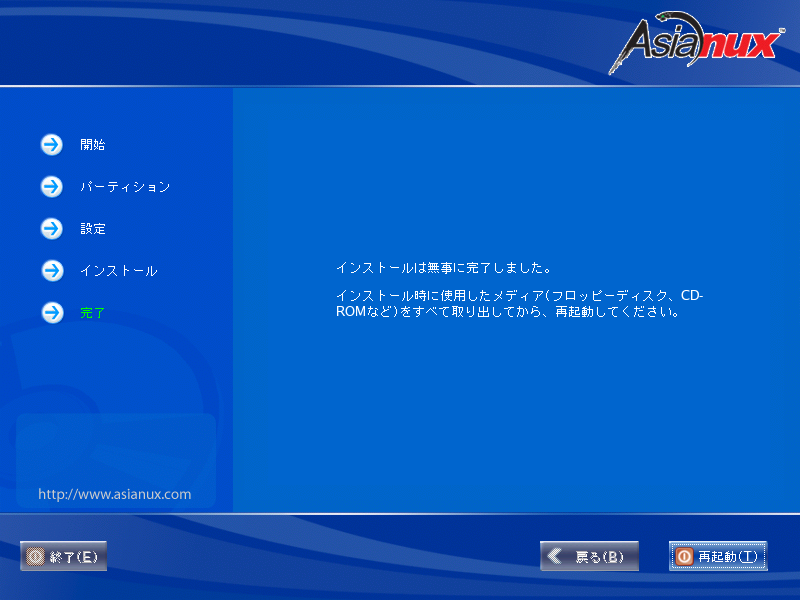 Asianux™
開始
パーティション
設定
インストール
完了
インストールは無事に完了しました。
インストール時に使用したメディア(フロッピーディスク、CD-
ROMなど)をすべて取り出してから、再起動してください。
http://www.asianux.com
終了(E)
戻る(B)
再起動(T)